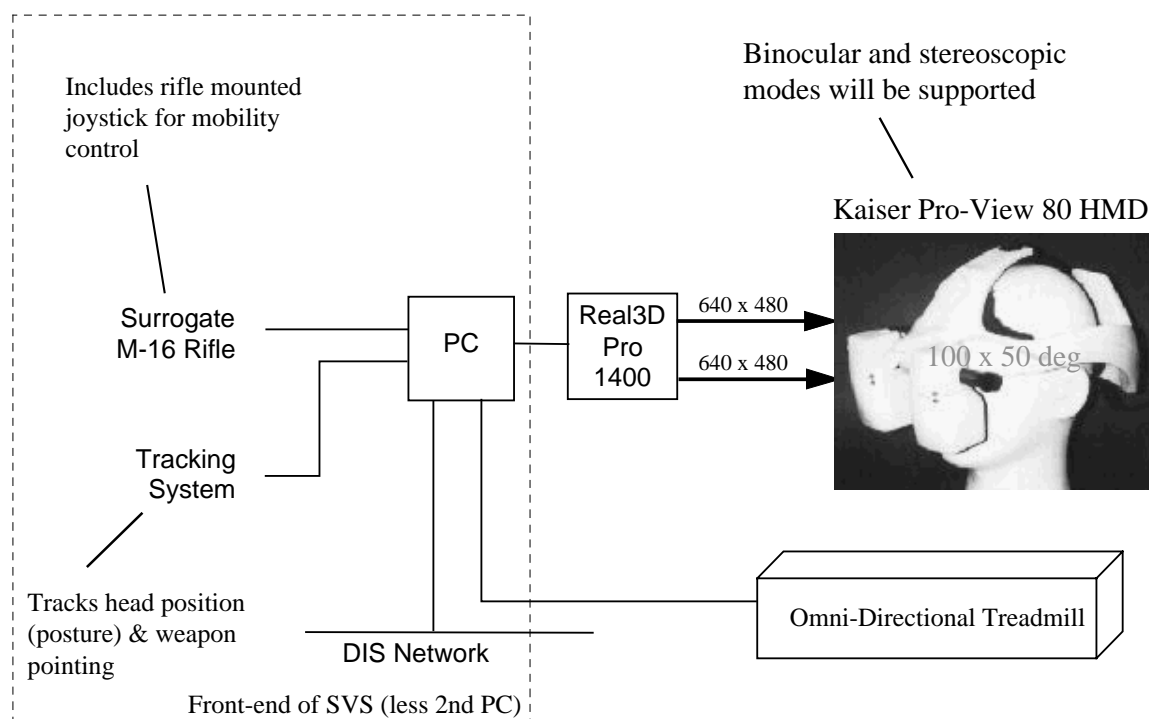 Includes rifle mounted
joystick for mobility
control
Binocular and stereoscopic
modes will be supported
Kaiser Pro-View 80 HMD
Surrogate
M-16 Rifle
PC
Real3D
Pro
1400
640 x 480
640 x 480
100 x 50 deg
Tracking
System
Tracks head position
(posture) & weapon
pointing
DIS Network
Omni-Directional Treadmill
Front-end of SVS (less 2nd PC)